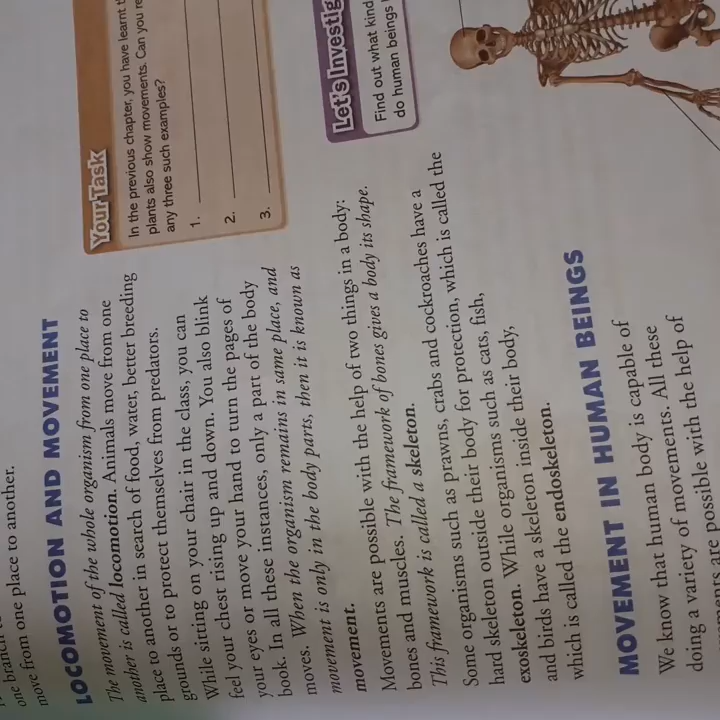 one branch to
move from one place to another.
LOCOMOTION AND MOVEMENT
The movement of the whole organism from one place to
another is called locomotion. Animals move from one
place to another in search of food, water, better breeding
grounds or to protect themselves from predators.
While sitting on your chair in the class, you can
feel your chest rising up and down. You also blink
your eyes or move your hand to turn the pages of
book. In all these instances, only a part of the body
moves. When the organism remains in same place, and
movement is only in the body parts, then it is known as
movement.
Movements are possible with the help of two things in a body:
bones and muscles. The framework of bones gives a body its shape.
This framework is called a skeleton.
Some organisms such as prawns, crabs and cockroaches have a
hard skeleton outside their body for protection, which is called the
exoskeleton. While organisms such as cats, fish,
and birds have a skeleton inside their body,
which is called the endoskeleton.
MOVEMENT IN HUMAN BEINGS
We know that human body is capable of
doing a variety of movements. All these
are possible with the help of
Your Task
In the previous chapter, you have learnt
plants also show movements. Can you
any three such examples?
1.
2.
3.
Let's Investig
Find out what kind
do human beings